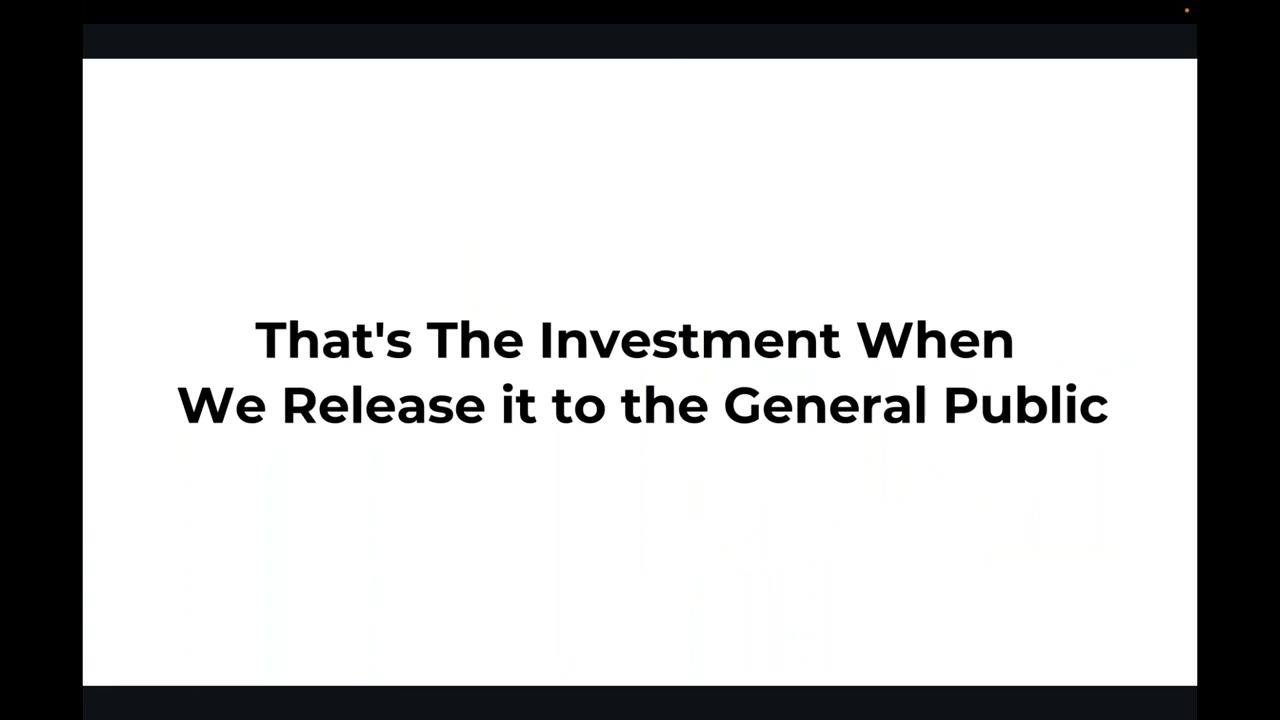 That's The Investment When
We Release it to the General Public